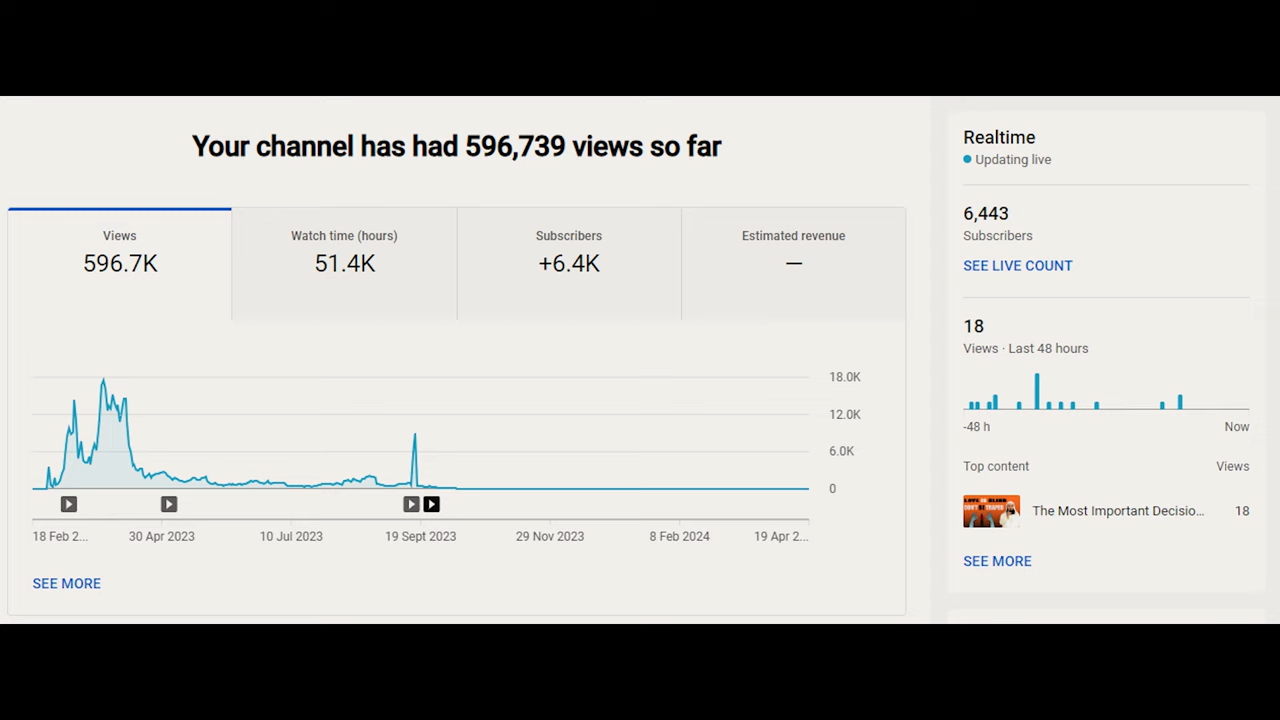 Your channel has had 596,739 views so far
Views
596.7K
Watch time (hours)
51.4K
Subscribers
+6.4K
Estimated revenue
—
18.0K
12.0K
6.0K
0
18 Feb 2...
30 Apr 2023
10 Jul 2023
19 Sept 2023
29 Nov 2023
8 Feb 2024
19 Apr 2...
SEE MORE
Realtime
Updating live
6,443
Subscribers
SEE LIVE COUNT
18
Views · Last 48 hours
-48 h
Now
Top content
Views
LOVE IS BLIND
The Most Important Decisio...
18
SEE MORE